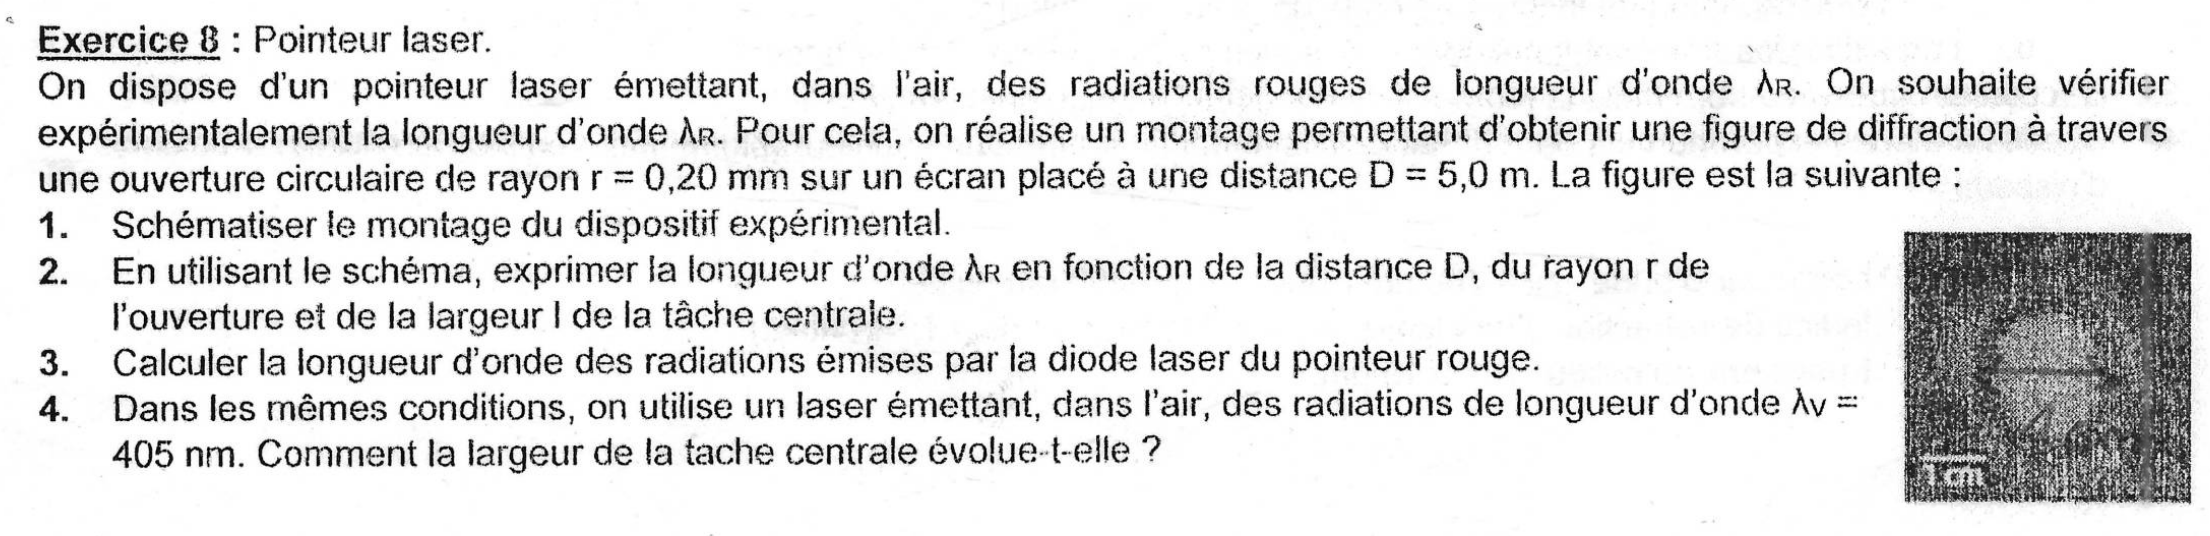 Exercice 8 : Pointeur laser.
On dispose d'un pointeur laser émettant, dans l'air, des radiations rouges de longueur d'onde λR. On souhaite vérifier
expérimentalement la longueur d'onde λR. Pour cela, on réalise un montage permettant d'obtenir une figure de diffraction à travers
une ouverture circulaire de rayon r = 0,20 mm sur un écran placé à une distance D = 5,0 m. La figure est la suivante :
1. Schématiser le montage du dispositif expérimental.
2. En utilisant le schéma, exprimer la longueur d'onde λR en fonction de la distance D, du rayon r de
l'ouverture et de la largeur l de la tâche centrale.
3. Calculer la longueur d'onde des radiations émises par la diode laser du pointeur rouge.
4. Dans les mêmes conditions, on utilise un laser émettant, dans l'air, des radiations de longueur d'onde λV =
405 nm. Comment la largeur de la tache centrale évolue-t-elle ?
1 cm